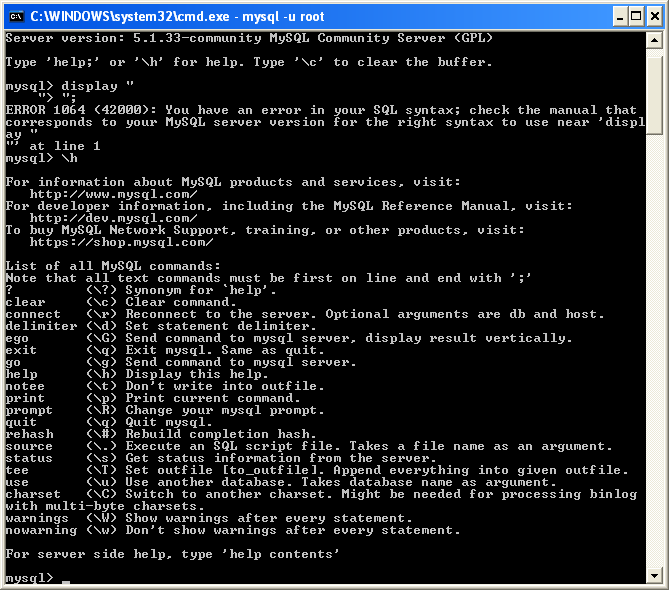 C:\WINDOWS\system32\cmd.exe - mysql -u root
Server version: 5.1.33-community MySQL Community Server (GPL)
Type 'help;' or '\h' for help. Type '\c' to clear the buffer.
mysql> display "
    "> ";
ERROR 1064 (42000): You have an error in your SQL syntax; check the manual that
corresponds to your MySQL server version for the right syntax to use near 'displ
ay "
"' at line 1
mysql> \h
For information about MySQL products and services, visit:
   http://www.mysql.com/
For developer information, including the MySQL Reference Manual, visit:
   http://dev.mysql.com/
To buy MySQL Network Support, training, or other products, visit:
   https://shop.mysql.com/
List of all MySQL commands:
Note that all text commands must be first on line and end with ';'
?         (\?) Synonym for `help'.
clear     (\c) Clear command.
connect   (\r) Reconnect to the server. Optional arguments are db and host.
delimiter (\d) Set statement delimiter.
ego       (\G) Send command to mysql server, display result vertically.
exit      (\q) Exit mysql. Same as quit.
go        (\g) Send command to mysql server.
help      (\h) Display this help.
notee     (\t) Don't write into outfile.
print     (\p) Print current command.
prompt    (\R) Change your mysql prompt.
quit      (\q) Quit mysql.
rehash    (\#) Rebuild completion hash.
source    (\.) Execute an SQL script file. Takes a file name as an argument.
status    (\s) Get status information from the server.
tee       (\T) Set outfile [to_outfile]. Append everything into given outfile.
use       (\u) Use another database. Takes database name as argument.
charset   (\C) Switch to another charset. Might be needed for processing binlog
with multi-byte charsets.
warnings  (\W) Show warnings after every statement.
nowarning (\w) Don't show warnings after every statement.
For server side help, type 'help contents'
mysql> _